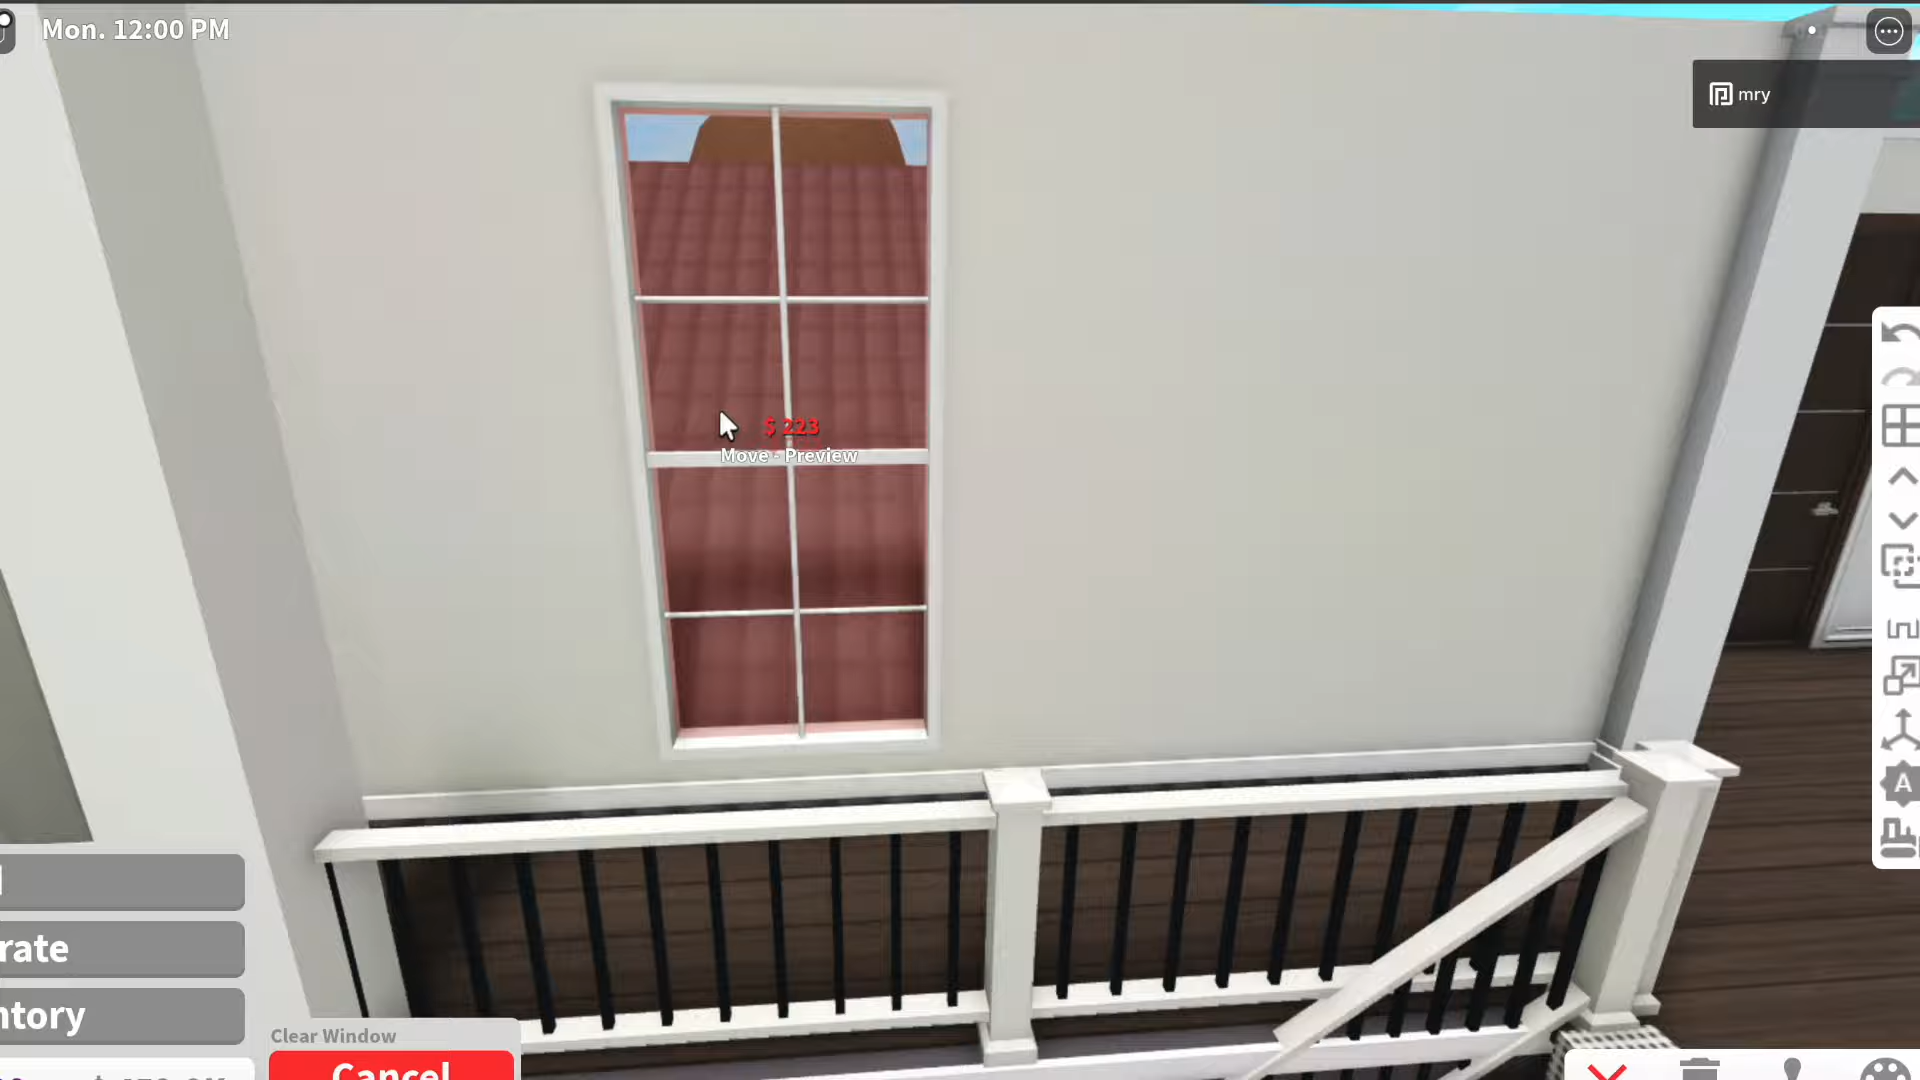 Mon. 12:00 PM
mry
$ 223
Move - Preview
A
rate
ntory
Clear Window
Cancel